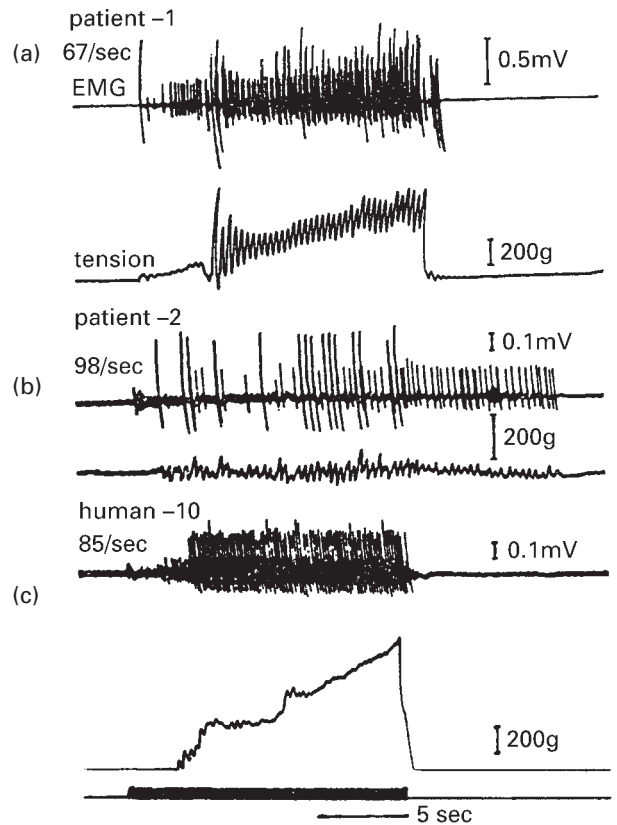 patient –1
(a)
67/sec
0.5mV
EMG
tension
200g
patient –2
0.1mV
98/sec
(b)
200g
human –10
85/sec
0.1mV
(c)
200g
5 sec